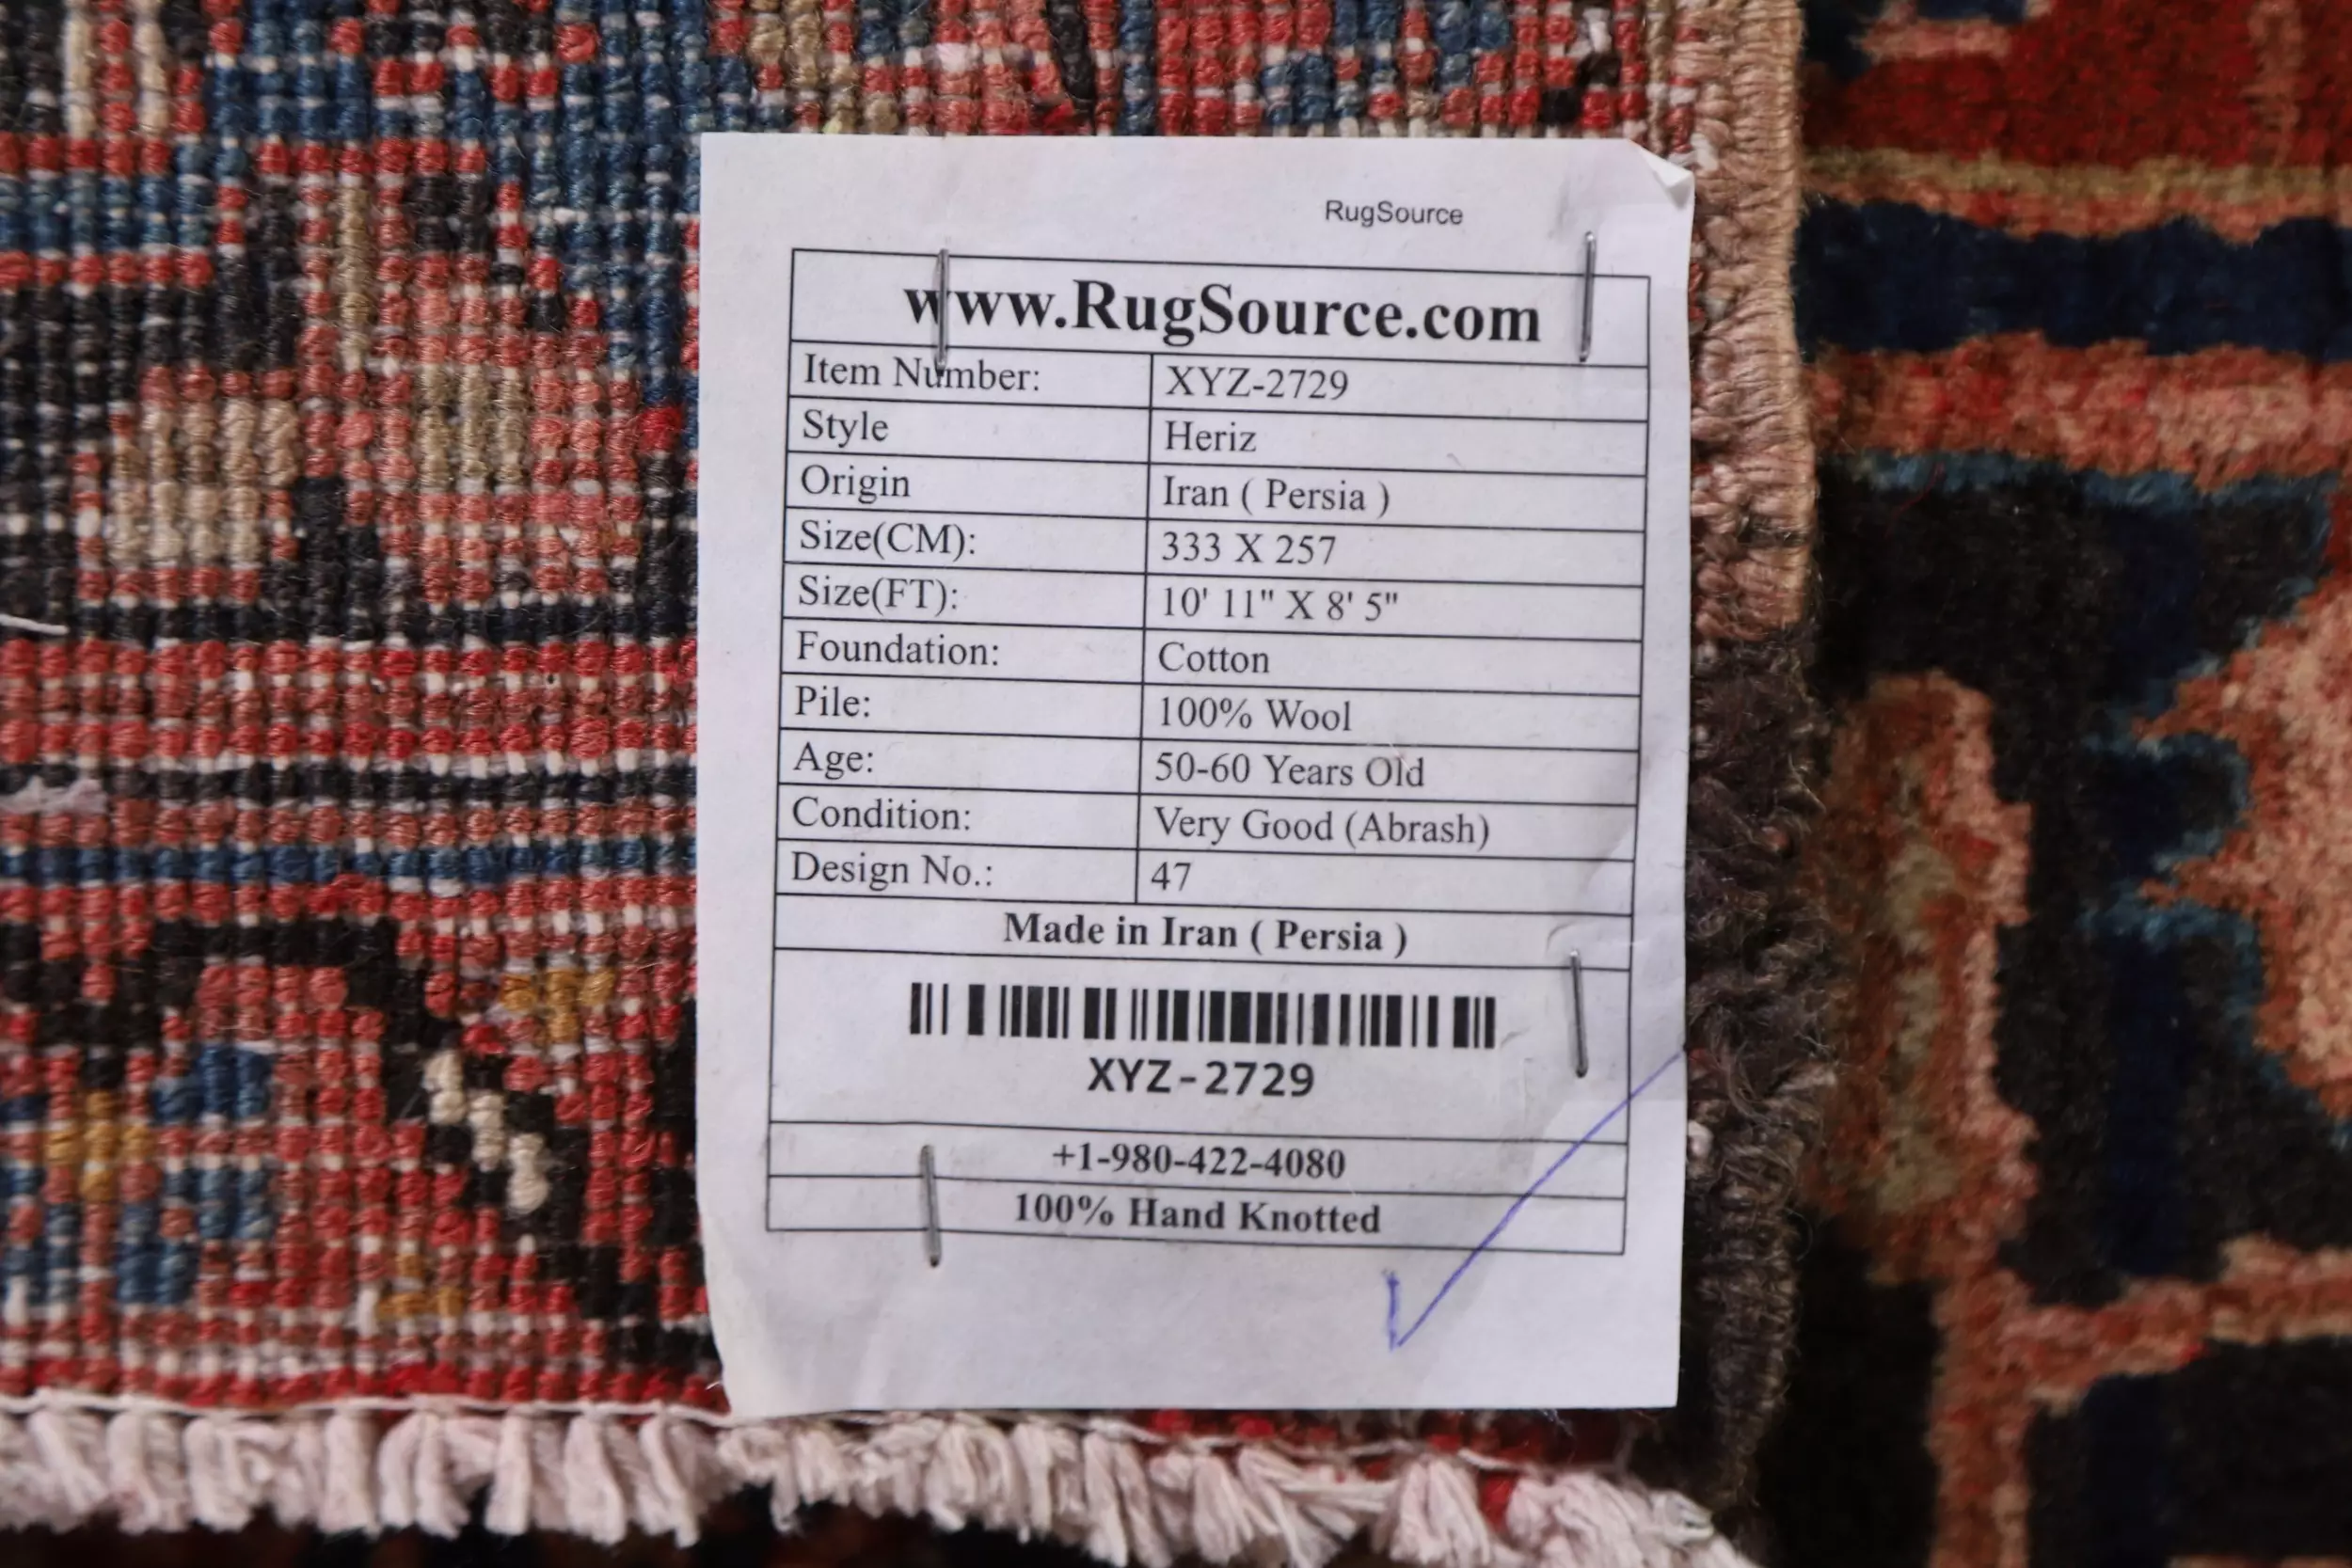 RugSource
www.RugSource.com
Item Number: XYZ-2729
Style Heriz
Origin Iran ( Persia )
Size(CM): 333 X 257
Size(FT): 10' 11" X 8' 5"
Foundation: Cotton
Pile: 100% Wool
Age: 50-60 Years Old
Condition: Very Good (Abrash)
Design No.: 47
Made in Iran ( Persia )
XYZ-2729
+1-980-422-4080
100% Hand Knotted